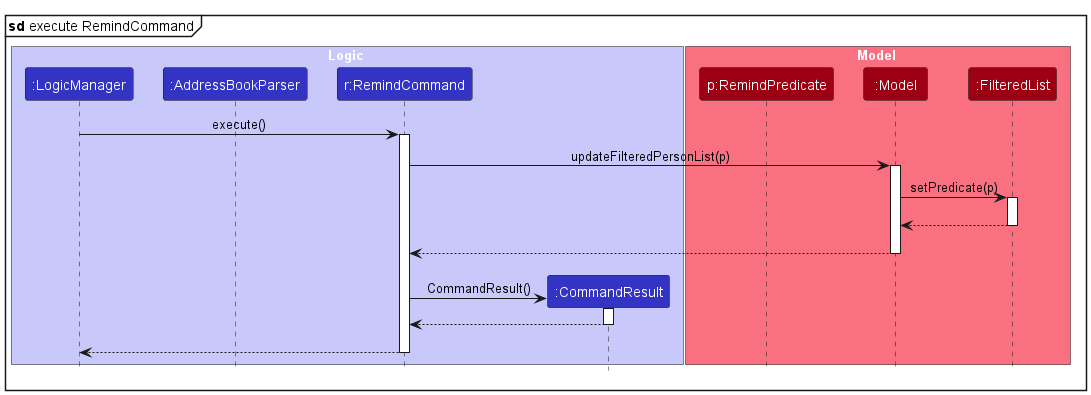 sd execute RemindCommand
Logic
Model
:LogicManager
:AddressBookParser
r:RemindCommand
p:RemindPredicate
:Model
:FilteredList
execute()
updateFilteredPersonList(p)
setPredicate(p)
CommandResult()
:CommandResult